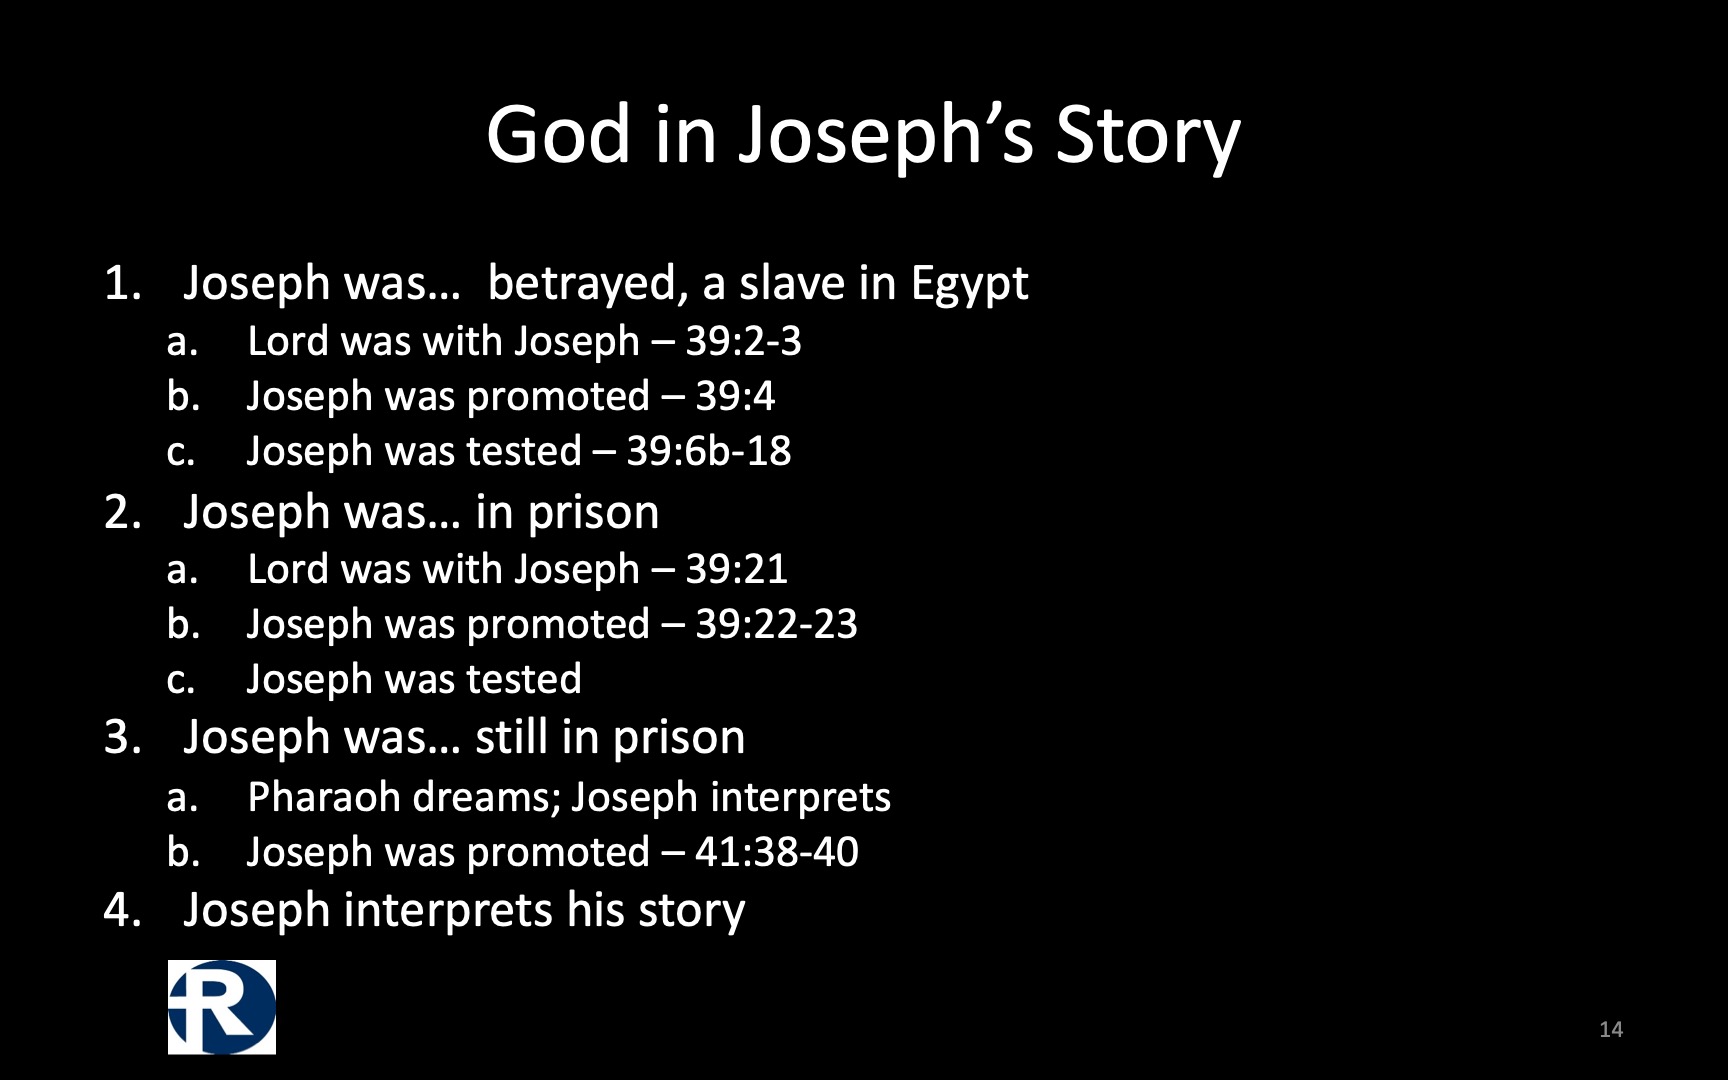 God in Joseph’s Story
1. Joseph was… betrayed, a slave in Egypt
a. Lord was with Joseph – 39:2-3
b. Joseph was promoted – 39:4
c. Joseph was tested – 39:6b-18
2. Joseph was… in prison
a. Lord was with Joseph – 39:21
b. Joseph was promoted – 39:22-23
c. Joseph was tested
3. Joseph was… still in prison
a. Pharaoh dreams; Joseph interprets
b. Joseph was promoted – 41:38-40
4. Joseph interprets his story
R
14